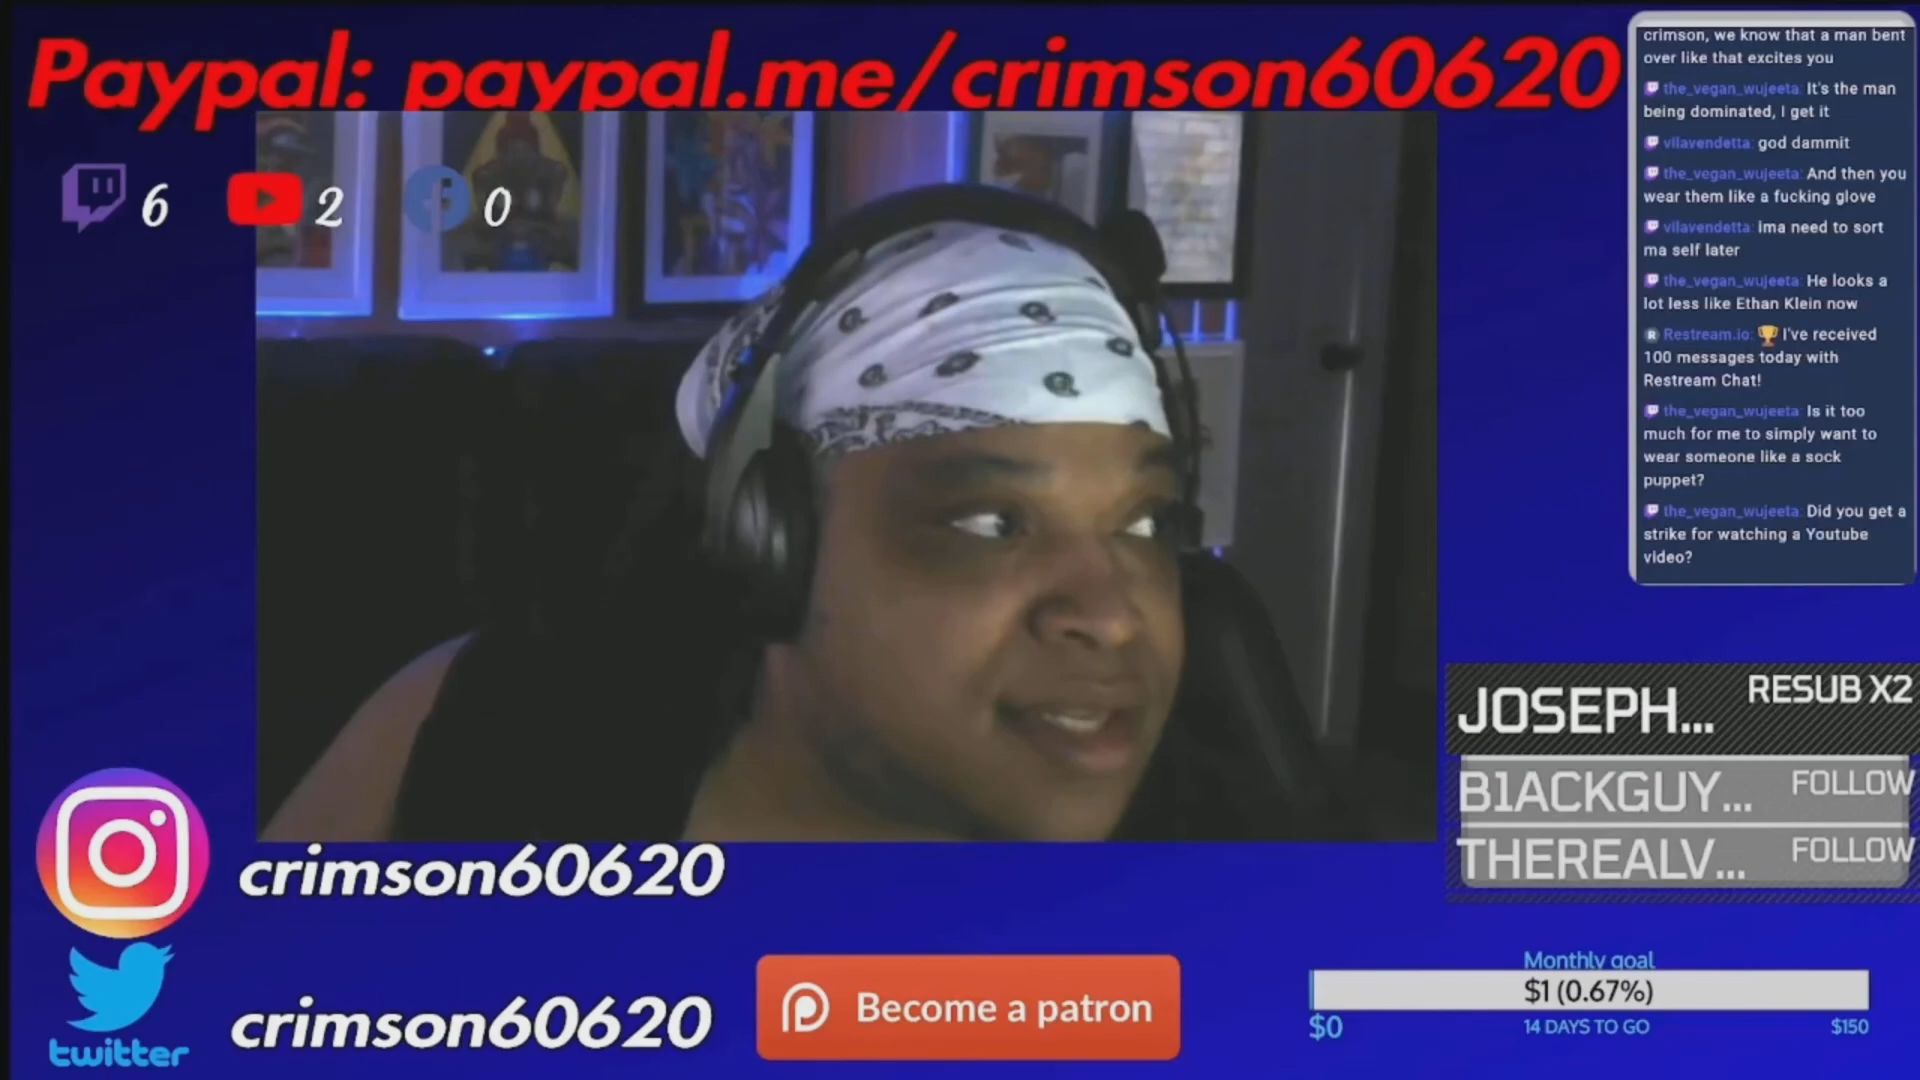 Paypal: paypal.me/crimson60620
6
2
0
crimson, we know that a man bent
over like that excites you
the_vegan_wujeeta: It's the man
being dominated, I get it
vilavendetta: god dammit
the_vegan_wujeeta: And then you
wear them like a fucking glove
vilavendetta: Ima need to sort
ma self later
the_vegan_wujeeta: He looks a
lot less like Ethan Klein now
Restream.io: 🏆 I've received
100 messages today with
Restream Chat!
the_vegan_wujeeta: Is it too
much for me to simply want to
wear someone like a sock
puppet?
the_vegan_wujeeta: Did you get a
strike for watching a Youtube
video?
JOSEPH... RESUB X2
B1ACKGUY... FOLLOW
THEREALV... FOLLOW
crimson60620
twitter
crimson60620
Become a patron
Monthly goal
$1 (0.67%)
$0 14 DAYS TO GO $150